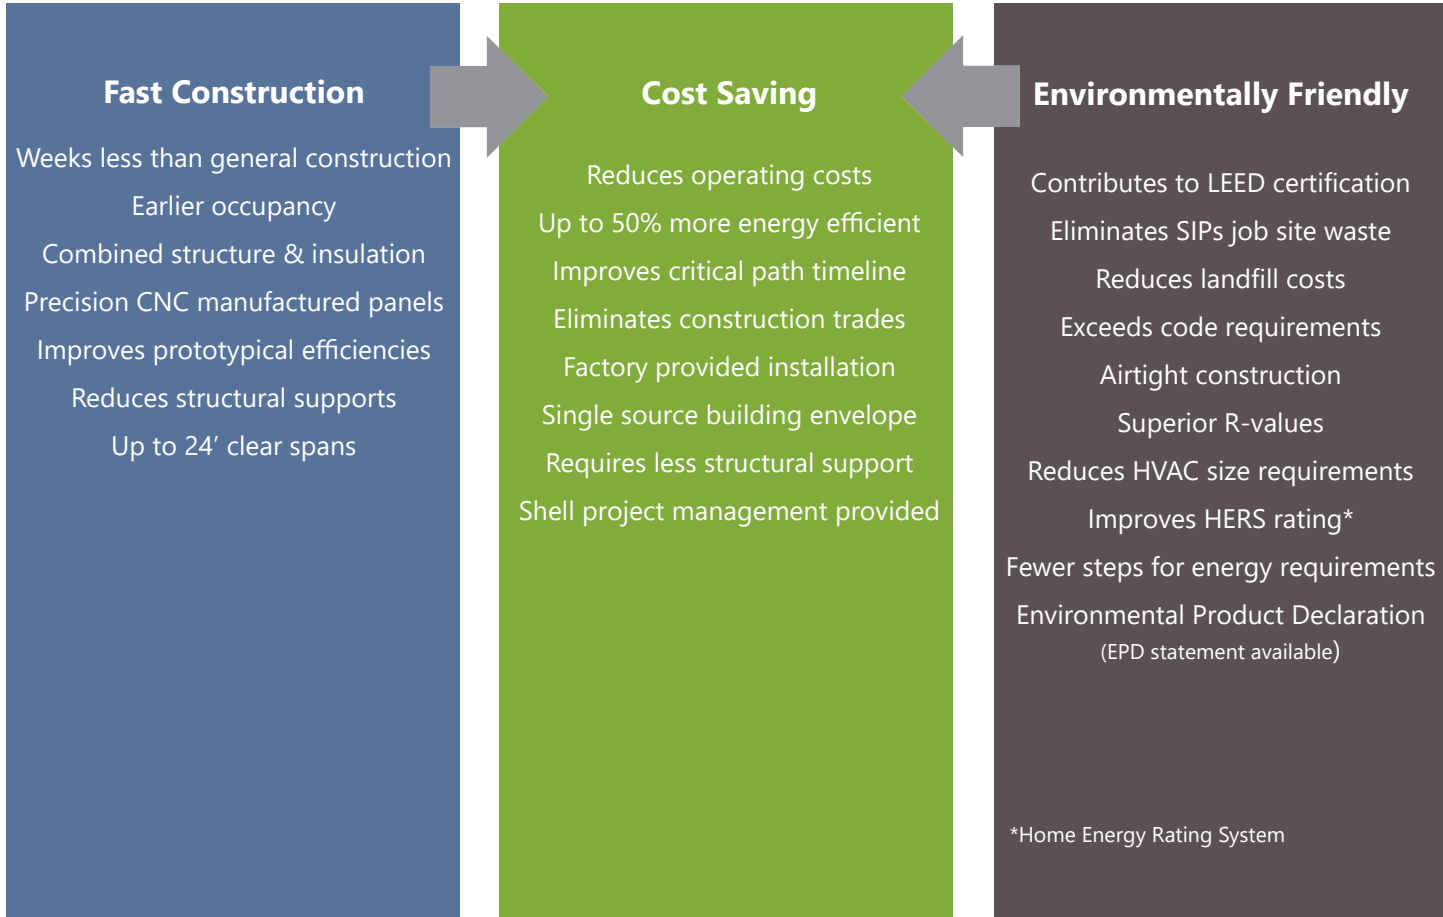 Fast Construction
Weeks less than general construction
Earlier occupancy
Combined structure & insulation
Precision CNC manufactured panels
Improves prototypical efficiencies
Reduces structural supports
Up to 24’ clear spans
Cost Saving
Reduces operating costs
Up to 50% more energy efficient
Improves critical path timeline
Eliminates construction trades
Factory provided installation
Single source building envelope
Requires less structural support
Shell project management provided
Environmentally Friendly
Contributes to LEED certification
Eliminates SIPs job site waste
Reduces landfill costs
Exceeds code requirements
Airtight construction
Superior R-values
Reduces HVAC size requirements
Improves HERS rating*
Fewer steps for energy requirements
Environmental Product Declaration
(EPD statement available)
*Home Energy Rating System